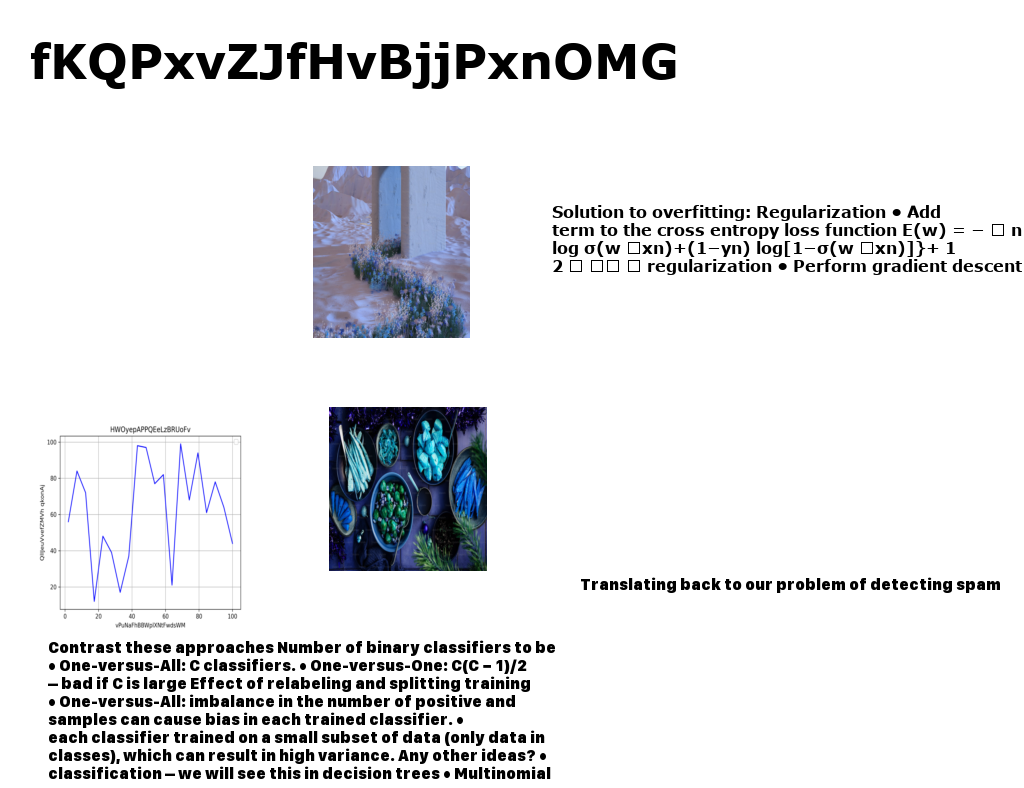 fKQPxvZJfHvBjjPxnOMG
Solution to overfitting: Regularization • Add
term to the cross entropy loss function E(w) = − □ n
log σ(w □xn)+(1−yn) log[1−σ(w □xn)]}+ 1
2 □ □□ □ regularization • Perform gradient descent
HWOyepAPPQEeLzBRUoFv
100
80
60
40
20
0 20 40 60 80 100
Translating back to our problem of detecting spam
Contrast these approaches Number of binary classifiers to be
• One-versus-All: C classifiers. • One-versus-One: C(C – 1)/2
– bad if C is large Effect of relabeling and splitting training
• One-versus-All: imbalance in the number of positive and
samples can cause bias in each trained classifier. •
each classifier trained on a small subset of data (only data in
classes), which can result in high variance. Any other ideas? •
classification – we will see this in decision trees • Multinomial